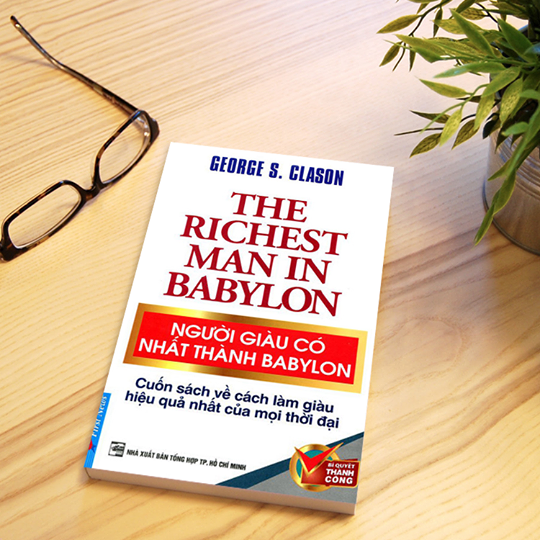 GEORGE S. CLASON
THE
RICHEST
MAN IN
BABYLON
NGƯỜI GIÀU CÓ
NHẤT THÀNH BABYLON
Cuốn sách về cách làm giàu
hiệu quả nhất của mọi thời đại
First News
NHÀ XUẤT BẢN TỔNG HỢP TP. HỒ CHÍ MINH
BÍ QUYẾT
THÀNH
CÔNG